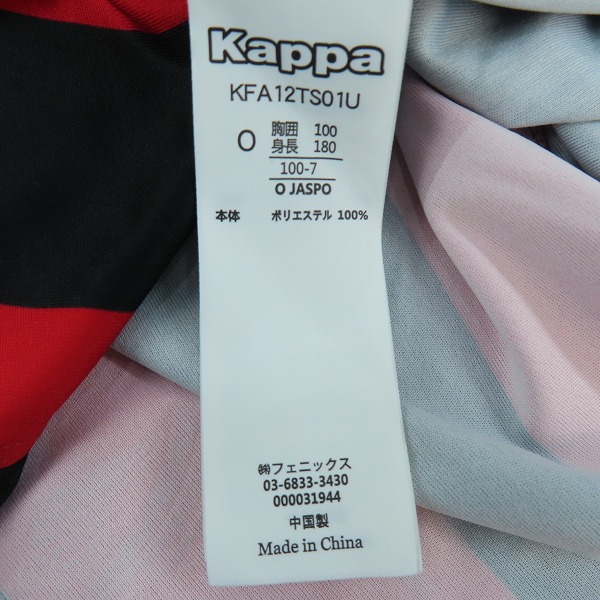 Kappa
KFA12TS01U
O
胸囲 100
身長 180
100-7
O JASPO
本体 ポリエステル 100%
㈱フェニックス
03-6833-3430
000031944
中国製
Made in China